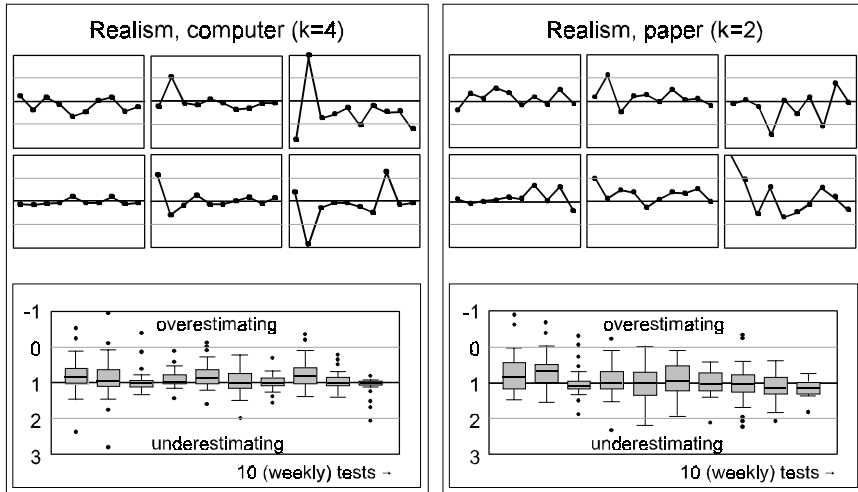 Realism, computer (k=4)
-1
0
1
2
3
overestimating
underestimating
10 (weekly) tests →
Realism, paper (k=2)
-1
0
1
2
3
overestimating
underestimating
10 (weekly) tests →